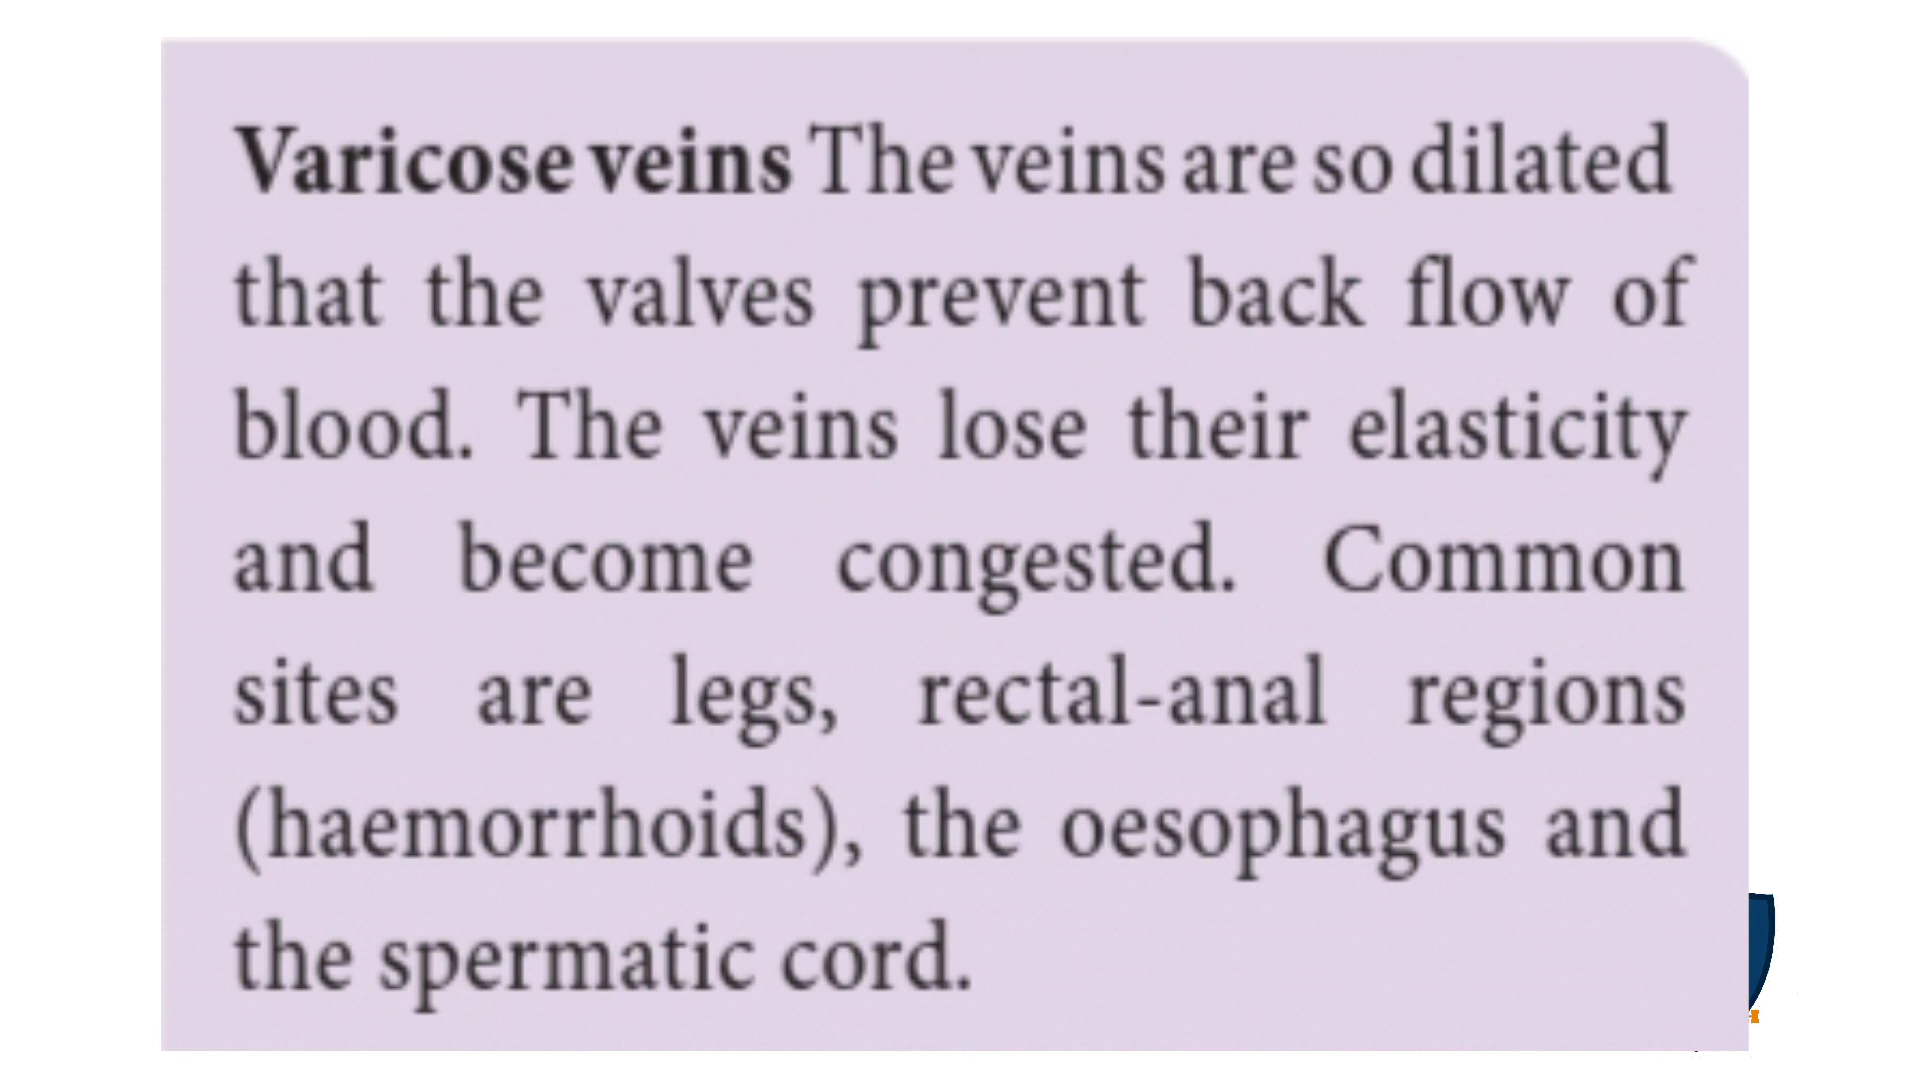 Varicose veins The veins are so dilated
that the valves prevent back flow of
blood. The veins lose their elasticity
and become congested. Common
sites are legs, rectal-anal regions
(haemorrhoids), the oesophagus and
the spermatic cord.